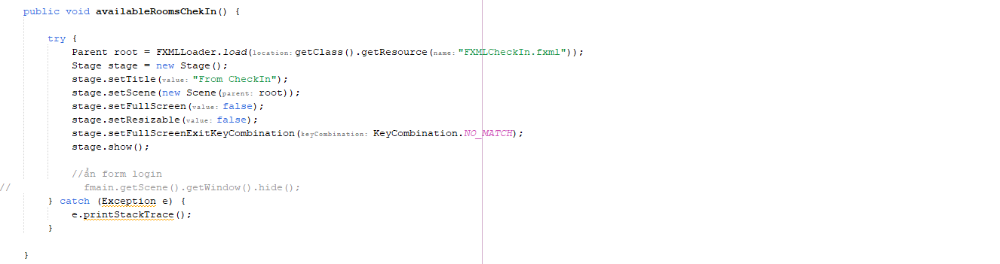 public void availableRoomsChekIn() {
try {
Parent root = FXMLLoader.load(location: getClass().getResource(name: "FXMLCheckIn.fxml"));
Stage stage = new Stage();
stage.setTitle(value: "From CheckIn");
stage.setScene(new Scene(parent: root));
stage.setFullScreen(value: false);
stage.setResizable(value: false);
stage.setFullScreenExitKeyCombination(keyCombination: KeyCombination.NO_MATCH);
stage.show();
//ẩn form login
// fmain.getScene().getWindow().hide();
} catch (Exception e) {
e.printStackTrace();
}
}